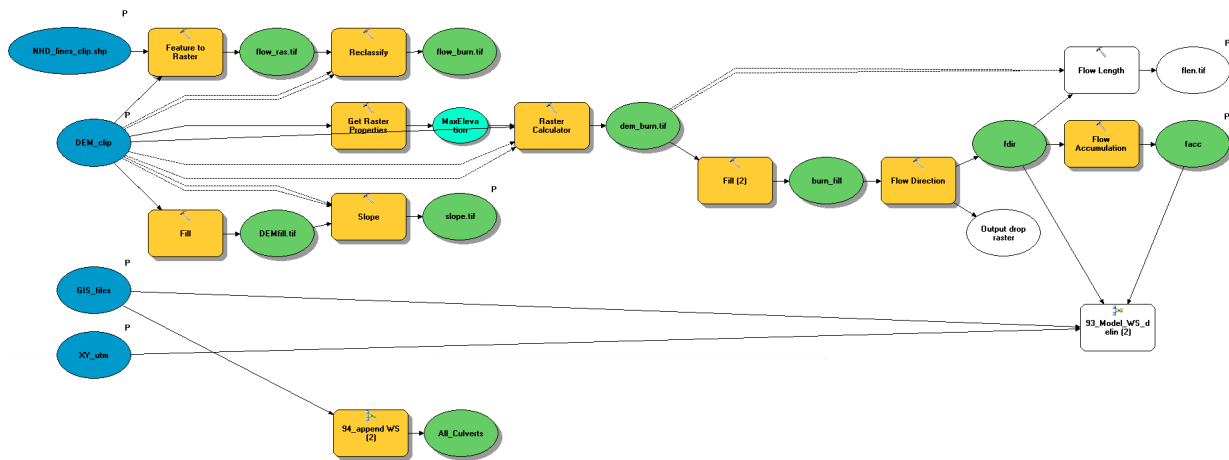 P
NHD_lines_clip.shp
Feature to
Raster
flow_ras.tif
Reclassify
flow_burn.tif
P
Flow Length
flen.tif
P
DEM_clip
Get Raster
Properties
MaxEleva
tion
Raster
Calculator
dem_burn.tif
P
fdir
Flow
Accumulation
facc
Fill (2)
burn_fill
Flow Direction
Fill
DEMfill.tif
Slope
P
slope.tif
Output drop
raster
P
GIS_files
93_Model_WS_d
elin (2)
P
XY_utm
94_append WS
(2)
All_Culverts